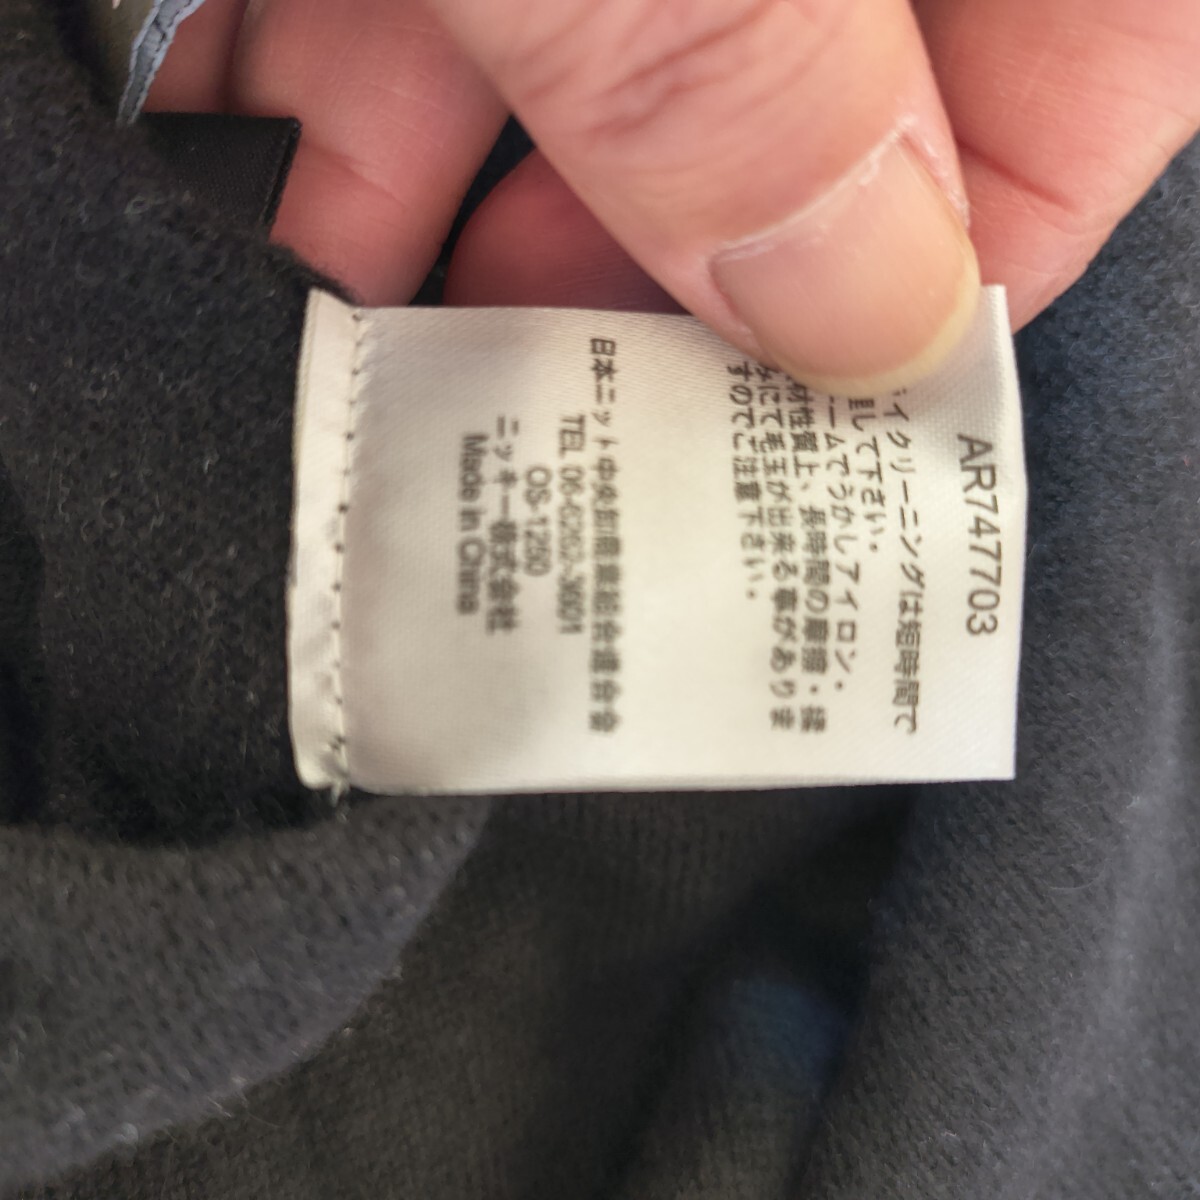 AR747703
イクリーニングは短時間で
理して下さい。
ームでうかしアイロン。
材性質上、長時間の摩擦・揉
みにて毛玉が出来る事がありま
すのでご注意下さい。
日本ニット中央卸商業組合連合会
TEL 06-6262-3601
OS-1250
ニッキー株式会社
Made in China